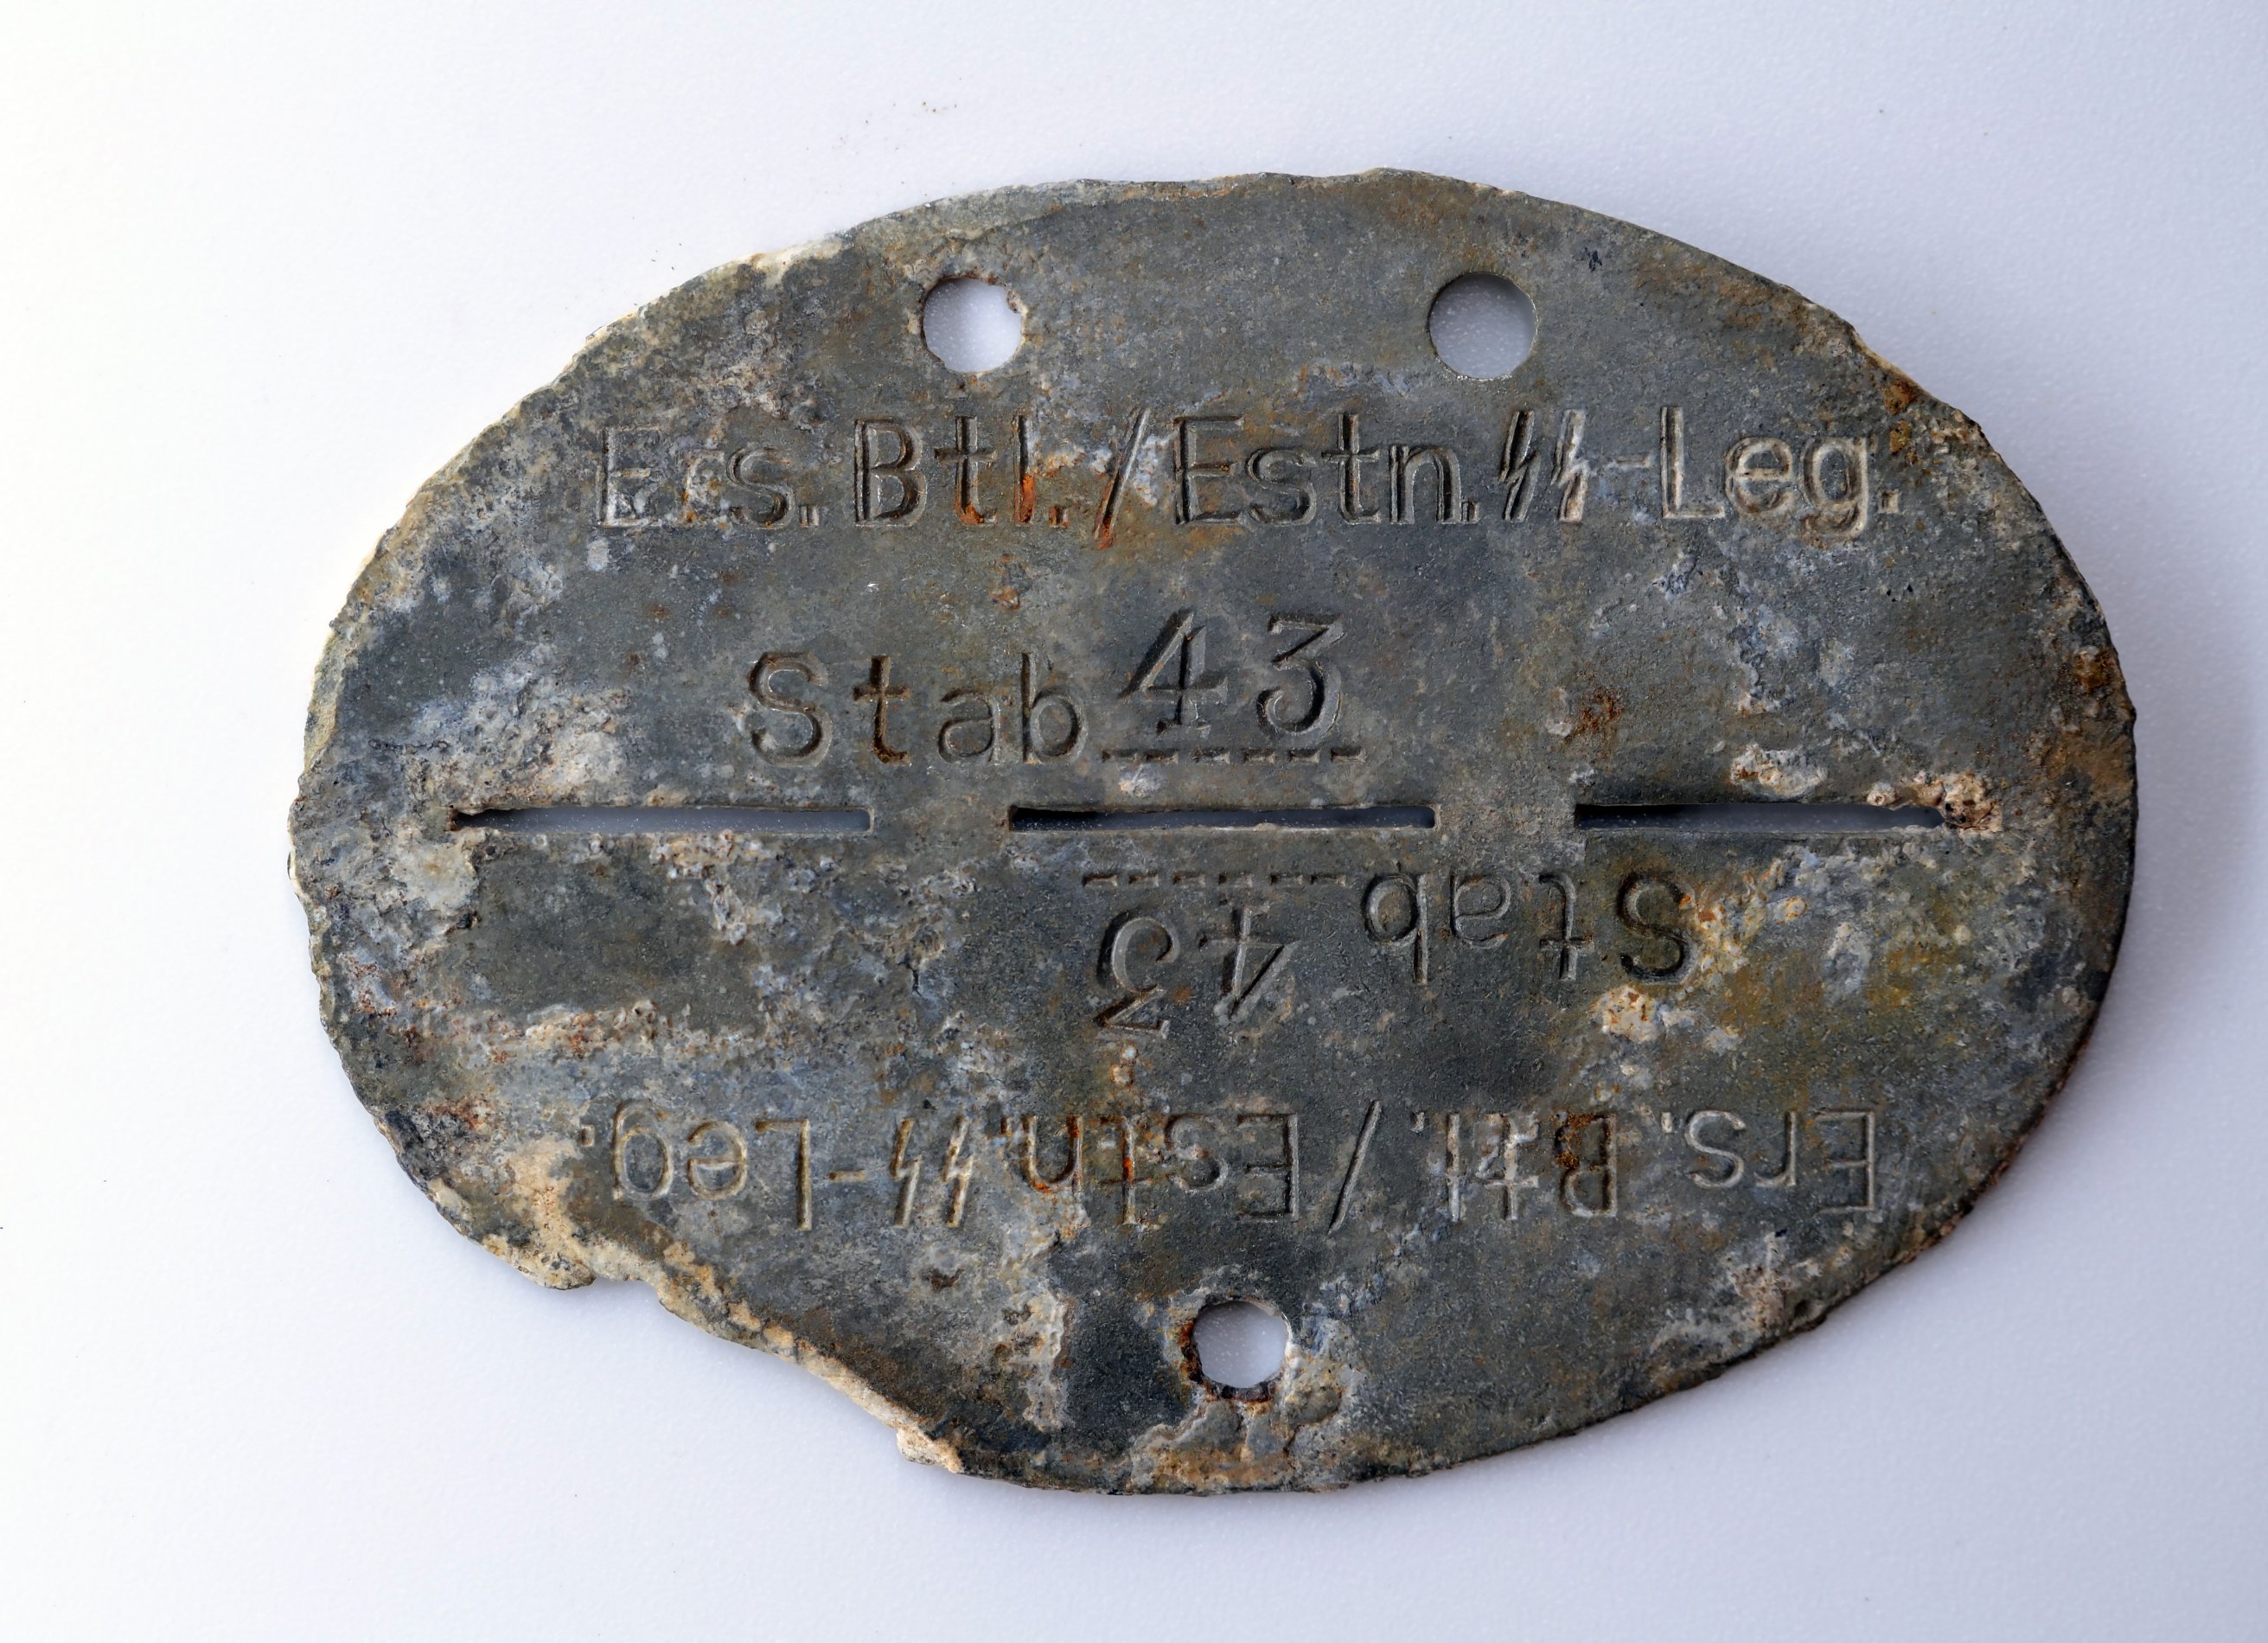 Ers. Btl./Estn.ᛋᛋ-Leg.
Stab 43
Stab 43
Ers. Btl./Estn.ᛋᛋ-Leg.